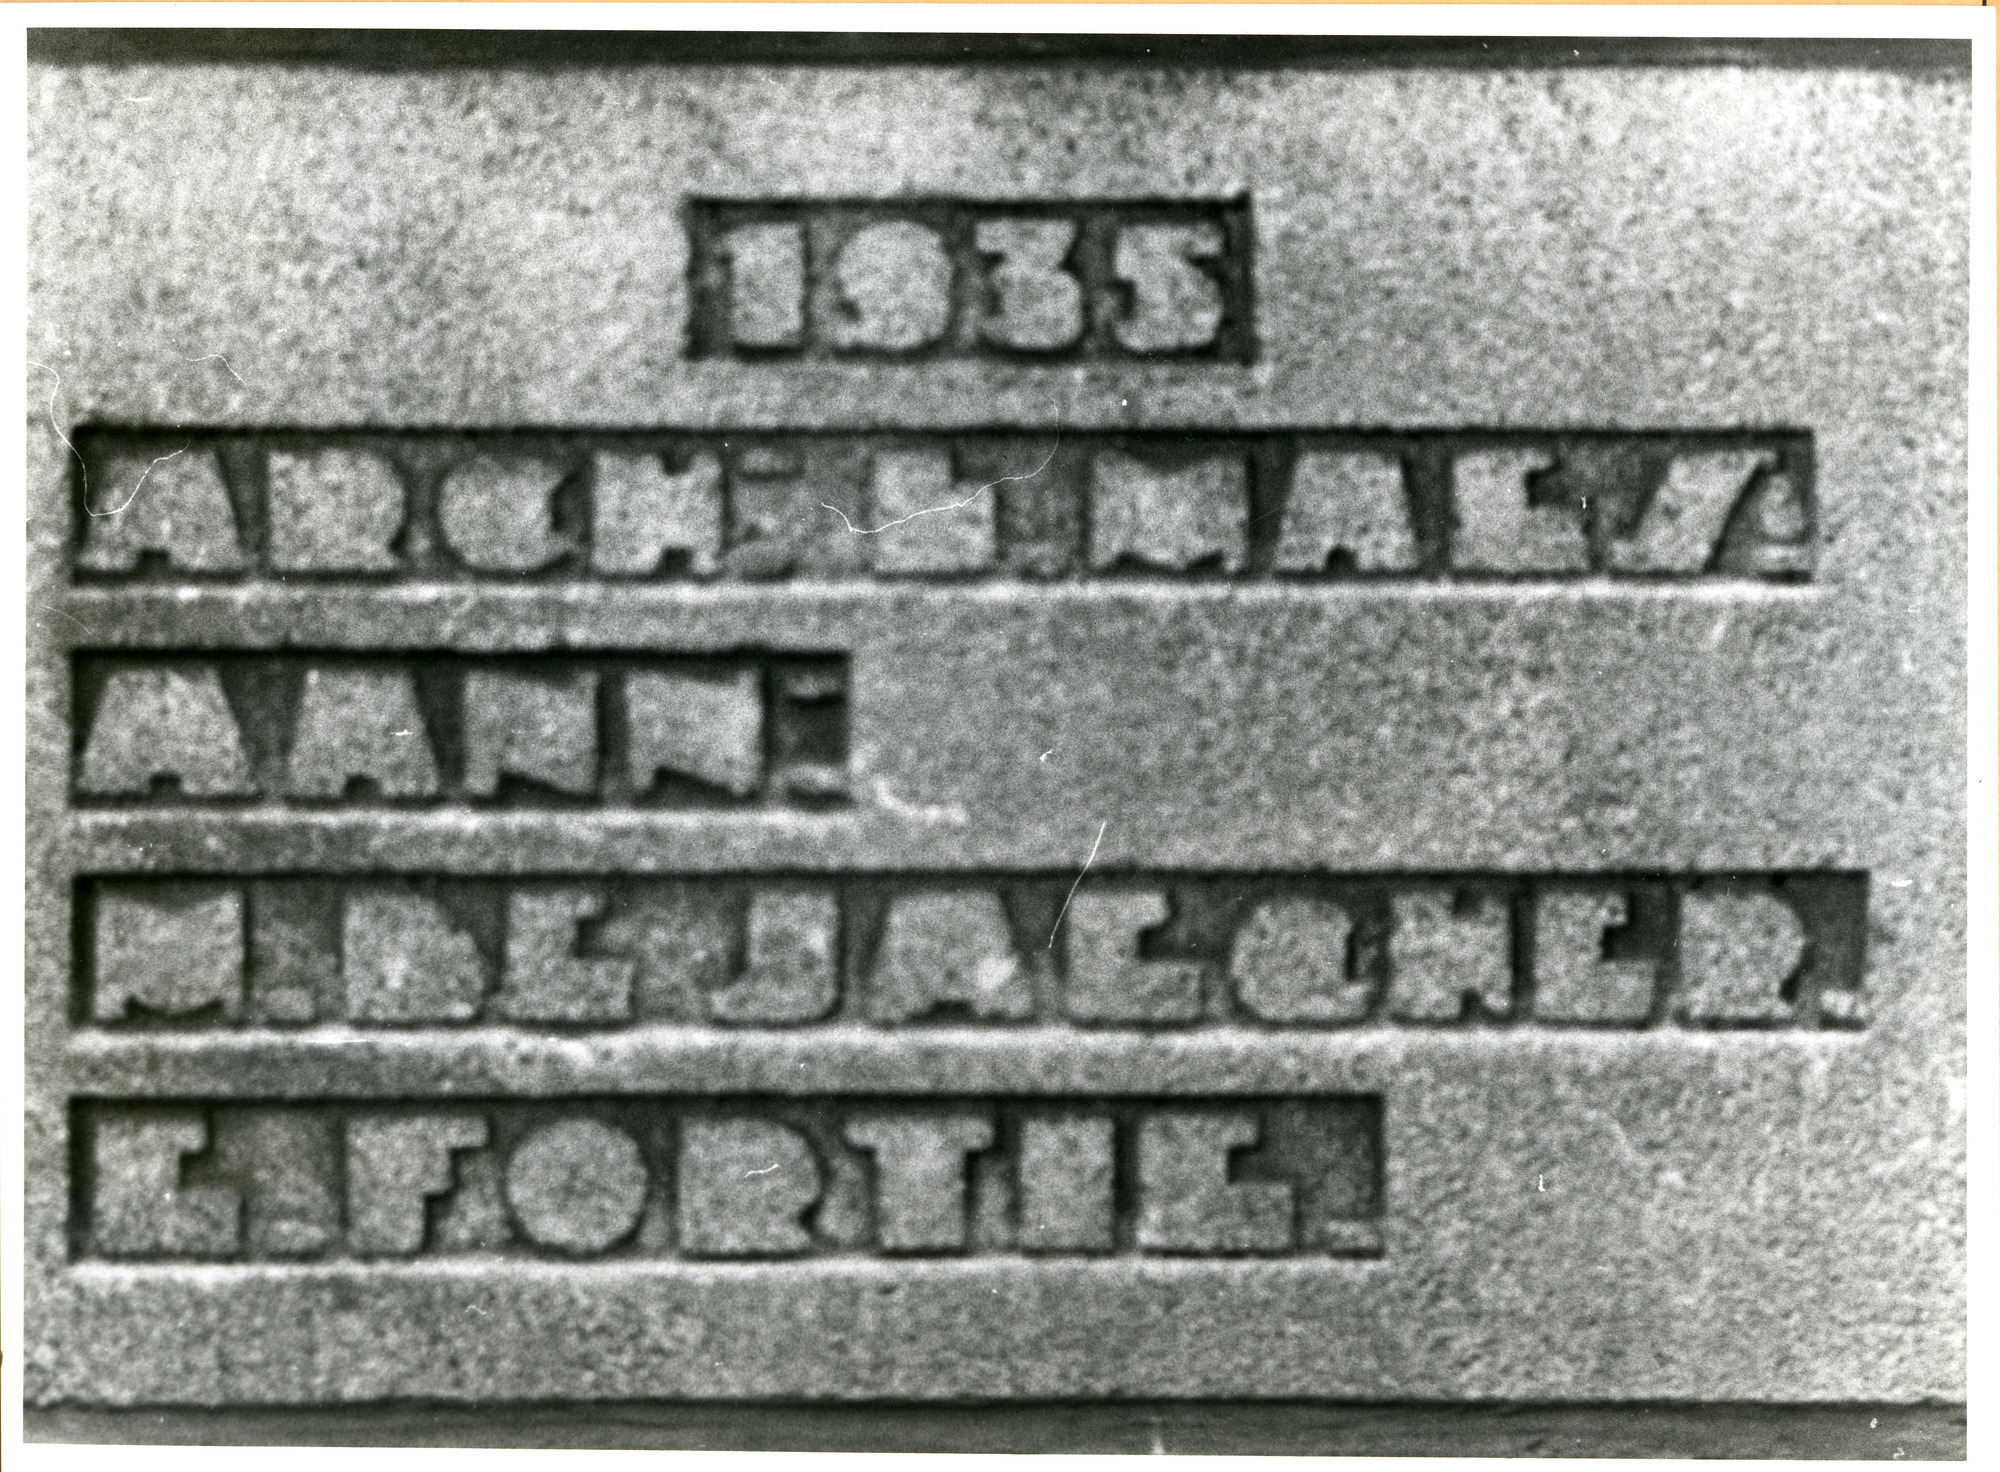 1935
ARCH: L MAES.
AANN:
M. DE JAEGHER.
L. FORTIE.